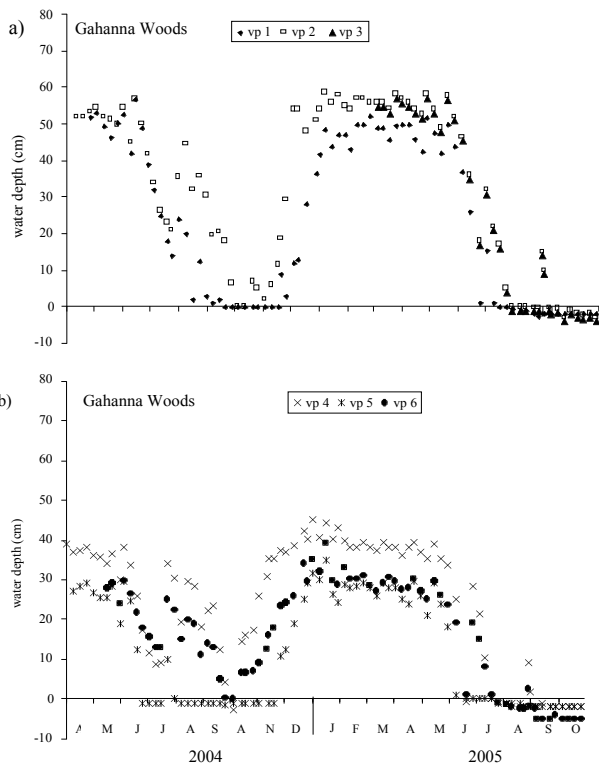 a)
Gahanna Woods
vp 1 vp 2 vp 3
water depth (cm)
80
70
60
50
40
30
20
10
0
-10
b)
Gahanna Woods
vp 4 vp 5 vp 6
water depth (cm)
80
70
60
50
40
30
20
10
0
-10
A M J J A S O A N D J F M A M J J A S O
2004 2005